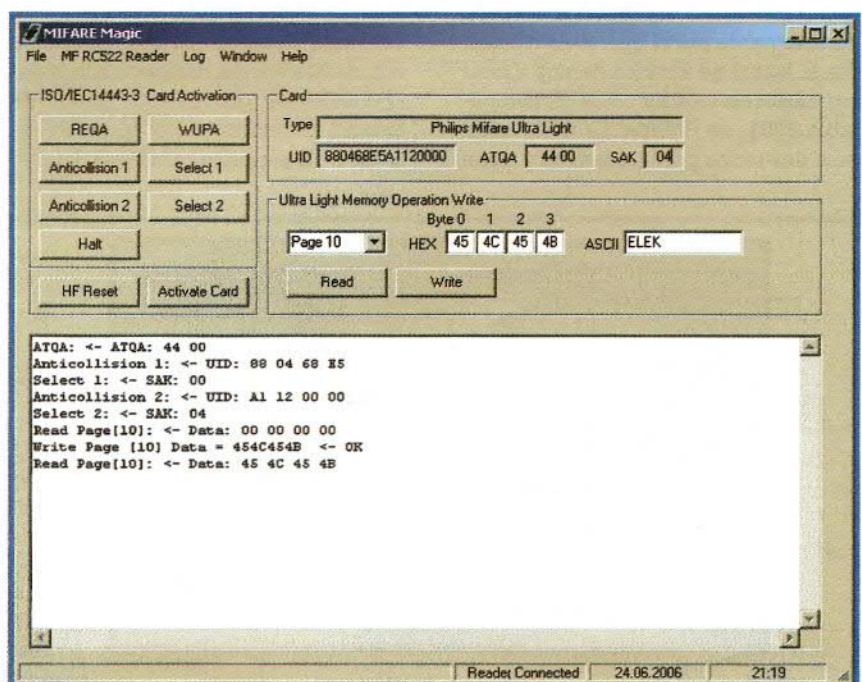 MIFARE Magic
File MF RC522 Reader Log Window Help
ISO/IEC14443-3 Card Activation
REQA WUPA
Anticollision 1 Select 1
Anticollision 2 Select 2
Halt
HF Reset Activate Card
Card
Type Philips Mifare Ultra Light
UID 880468E5A1120000 ATQA 44 00 SAK 04
Ultra Light Memory Operation Write
Byte 0 1 2 3
Page 10 HEX 45 4C 45 4B ASCII ELEK
Read Write
ATQA: <- ATQA: 44 00
Anticollision 1: <- UID: 88 04 68 E5
Select 1: <- SAK: 00
Anticollision 2: <- UID: A1 12 00 00
Select 2: <- SAK: 04
Read Page[10]: <- Data: 00 00 00 00
Write Page [10] Data = 454C454B <- OK
Read Page[10]: <- Data: 45 4C 45 4B
Reader Connected 24.06.2006 21:19